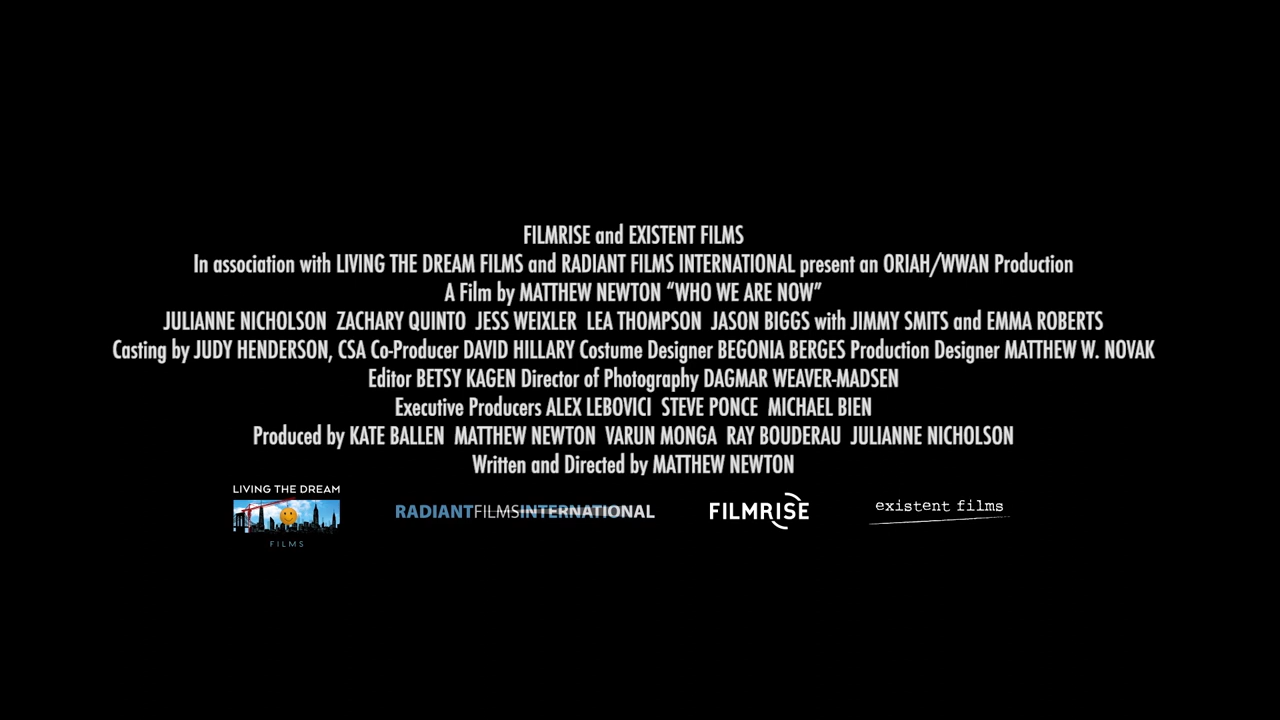 FILMRISE and EXISTENT FILMS
In association with LIVING THE DREAM FILMS and RADIANT FILMS INTERNATIONAL present an ORIAH/WWAN Production
A Film by MATTHEW NEWTON “WHO WE ARE NOW”
JULIANNE NICHOLSON ZACHARY QUINTO JESS WEIXLER LEA THOMPSON JASON BIGGS with JIMMY SMITS and EMMA ROBERTS
Casting by JUDY HENDERSON, CSA Co-Producer DAVID HILLARY Costume Designer BEGONIA BERGES Production Designer MATTHEW W. NOVAK
Editor BETSY KAGEN Director of Photography DAGMAR WEAVER-MADSEN
Executive Producers ALEX LEBOVICI STEVE PONCE MICHAEL BIEN
Produced by KATE BALLEN MATTHEW NEWTON VARUN MONGA RAY BOUDERAU JULIANNE NICHOLSON
Written and Directed by MATTHEW NEWTON
LIVING THE DREAM
FILMS
RADIANTFILMSINTERNATIONAL
FILMRISE
existent films